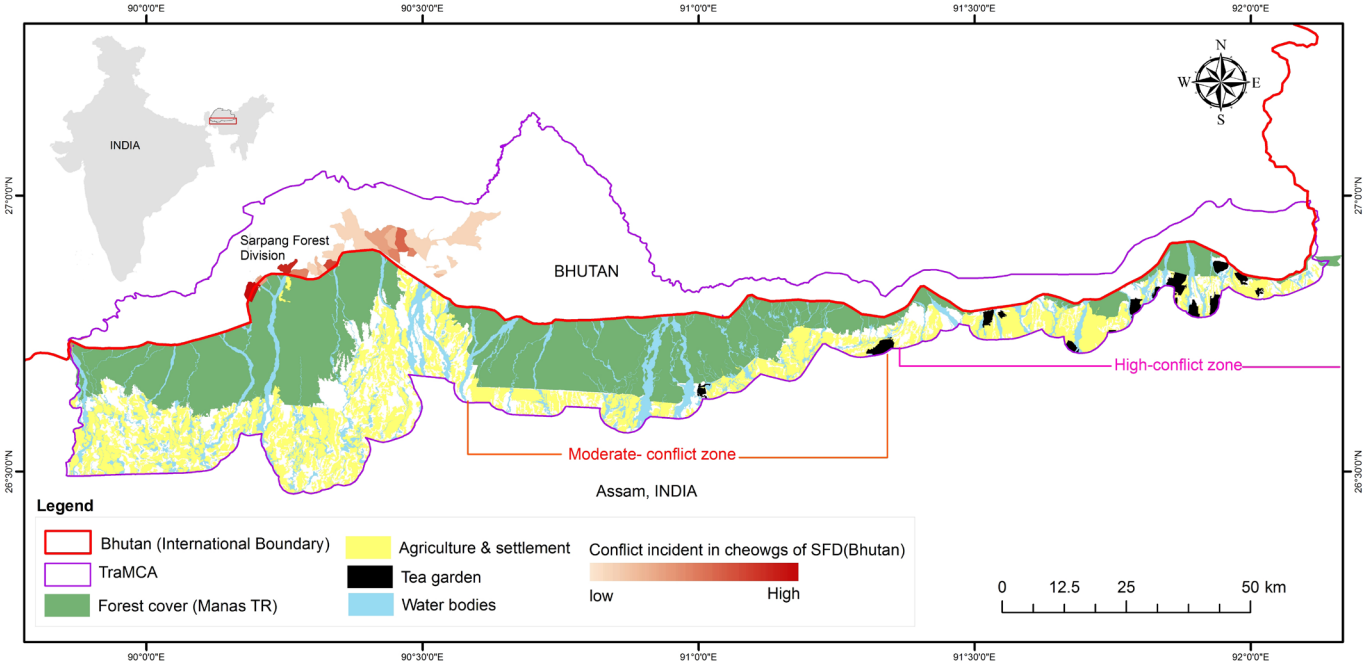 90°0'0"E
90°30'0"E
91°0'0"E
91°30'0"E
92°0'0"E
N
W
E
S
INDIA
27°0'0"N
27°0'0"N
Sarpang Forest
Division
BHUTAN
High-conflict zone
Moderate- conflict zone
26°30'0"N
26°30'0"N
Assam, INDIA
Legend
Bhutan (International Boundary)
TraMCA
Forest cover (Manas TR)
Agriculture & settlement
Tea garden
Water bodies
Conflict incident in cheowgs of SFD(Bhutan)
low
High
0
12.5
25
50 km
90°0'0"E
90°30'0"E
91°0'0"E
91°30'0"E
92°0'0"E